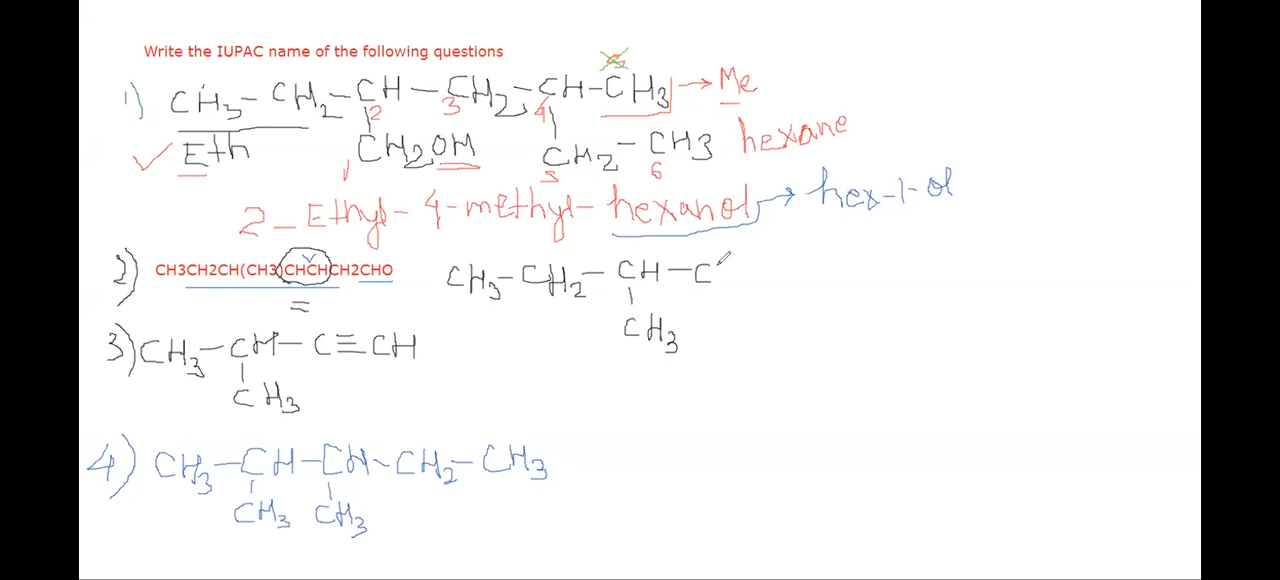 Write the IUPAC name of the following questions
1) CH3 - CH2 - CH - CH2 - CH - CH3 → Me
2 3 4
Eth CH2OH CH2 - CH3 hexane
5 6
2-Ethyl-4-methyl-hexanol → hex-1-ol
2) CH3CH2CH(CH3)CHCHCH2CHO CH3 - CH2 - CH - C
=
CH3
3) CH3 - CH - C ≡ CH
CH3
4) CH3 - CH - CH - CH2 - CH3
CH3 CH3